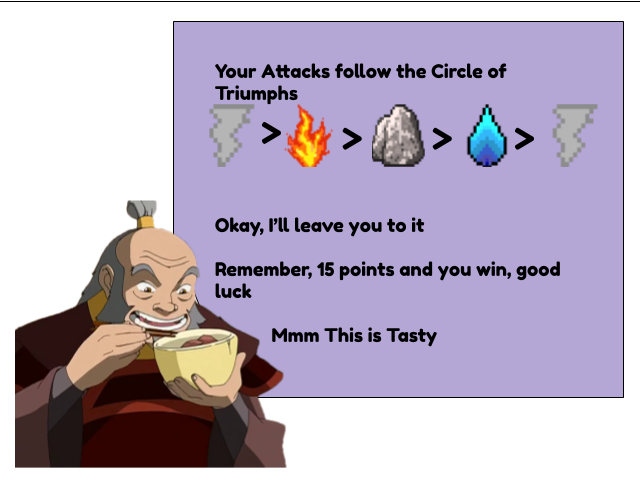 Your Attacks follow the Circle of
Triumphs
> > > >
Okay, I'll leave you to it
Remember, 15 points and you win, good
luck
Mmm This is Tasty